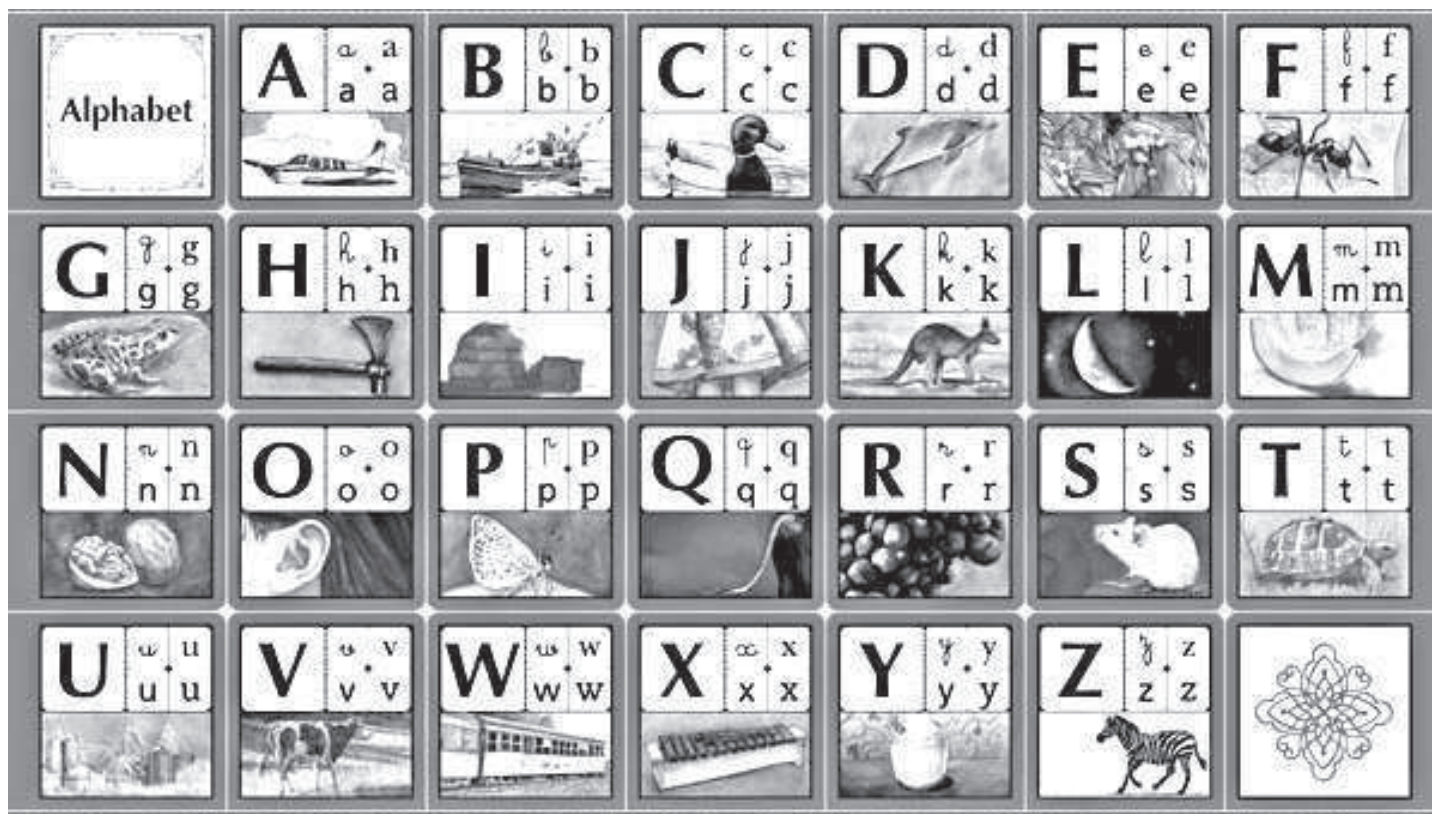 Alphabet
A a a a a
B b b b b
C c c c c
D d d d d
E e e e e
F f f f f
G g g g g
H h h h h
I i i i i
J j j j j
K k k k k
L l l l l
M m m m m
N n n n n
O o o o o
P p p p p
Q q q q q
R r r r r
S s s s s
T t t t t
U u u u u
V v v v v
W w w w w
X x x x x
Y y y y y
Z z z z z